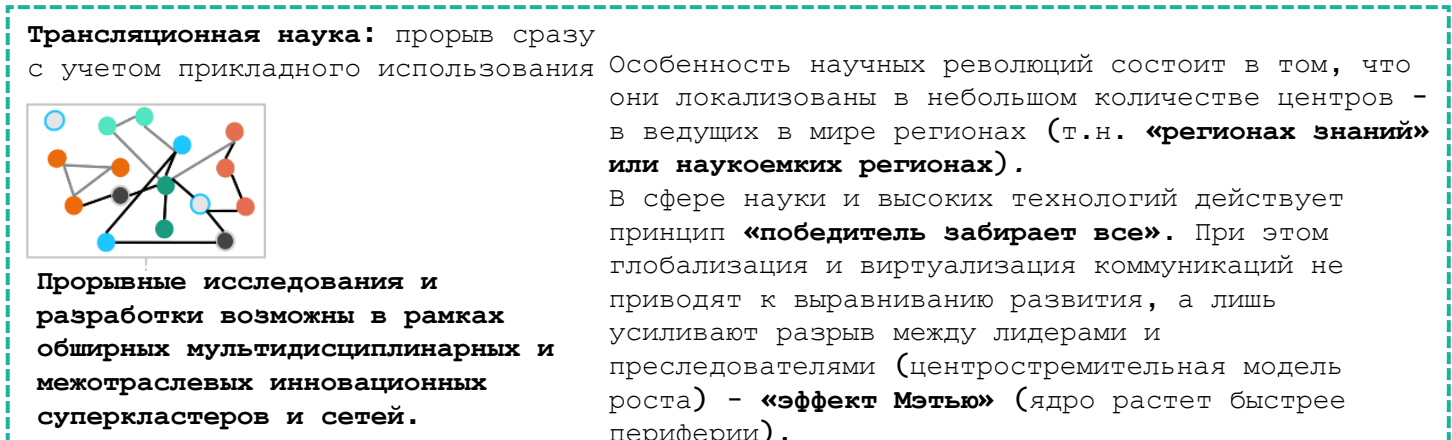 Трансляционная наука: прорыв сразу
с учетом прикладного использования
Прорывные исследования и
разработки возможны в рамках
обширных мультидисциплинарных и
межотраслевых инновационных
суперкластеров и сетей.
Особенность научных революций состоит в том, что
они локализованы в небольшом количестве центров -
в ведущих в мире регионах (т.н. «регионах знаний»
или наукоемких регионах).
В сфере науки и высоких технологий действует
принцип «победитель забирает все». При этом
глобализация и виртуализация коммуникаций не
приводят к выравниванию развития, а лишь
усиливают разрыв между лидерами и
преследователями (центростремительная модель
роста) - «эффект Мэтью» (ядро растет быстрее
периферии).